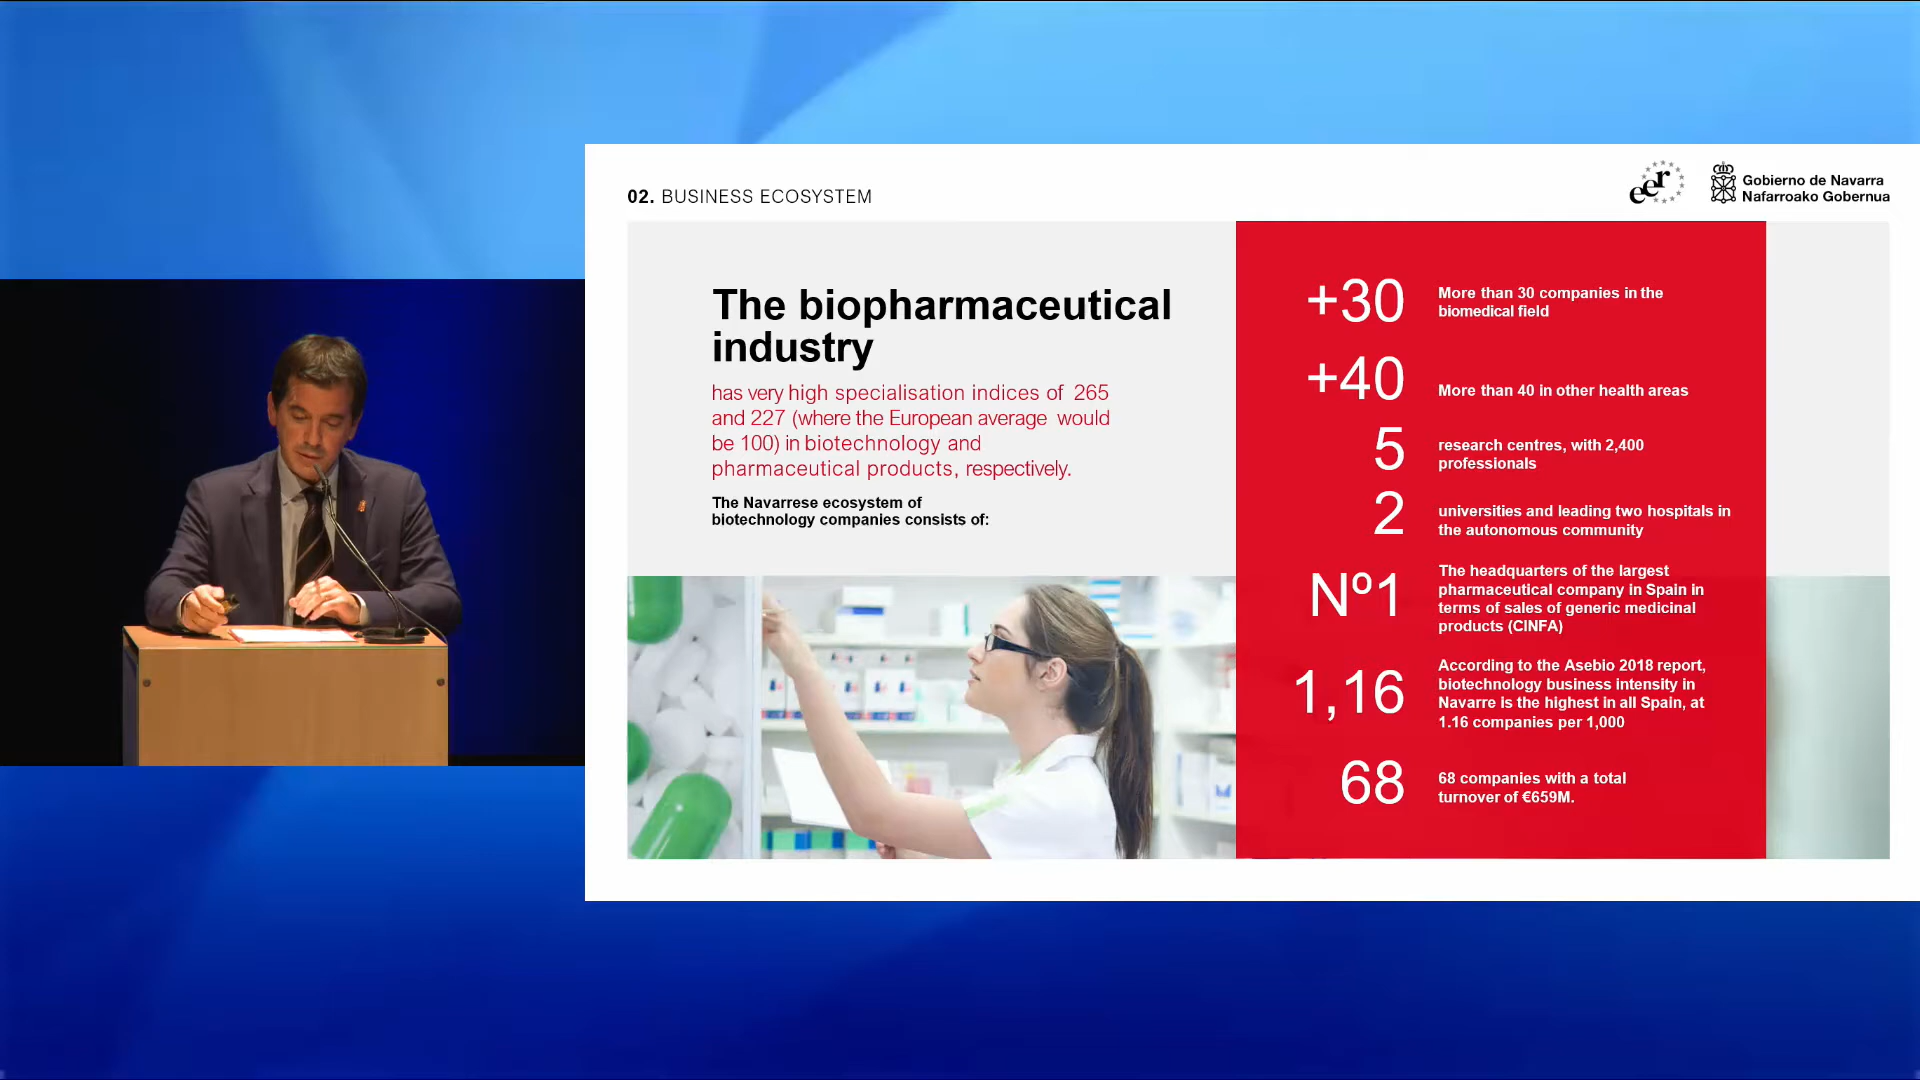 02. BUSINESS ECOSYSTEM
eer
Gobierno de Navarra
Nafarroako Gobernua
The biopharmaceutical
industry
has very high specialisation indices of 265
and 227 (where the European average would
be 100) in biotechnology and
pharmaceutical products, respectively.
The Navarrese ecosystem of
biotechnology companies consists of:
+30
More than 30 companies in the
biomedical field
+40
More than 40 in other health areas
5
research centres, with 2,400
professionals
2
universities and leading two hospitals in
the autonomous community
Nº1
The headquarters of the largest
pharmaceutical company in Spain in
terms of sales of generic medicinal
products (CINFA)
1,16
According to the Asebio 2018 report,
biotechnology business intensity in
Navarre is the highest in all Spain, at
1.16 companies per 1,000
68
68 companies with a total
turnover of €659M.